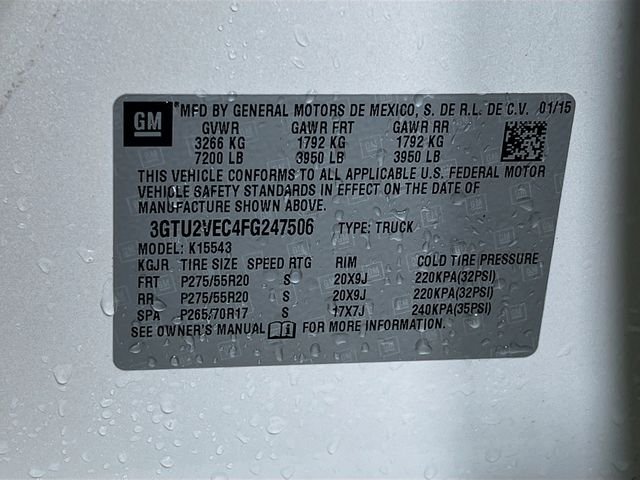 GM MFD BY GENERAL MOTORS DE MEXICO, S. DE R.L. DE C.V. 01/15
GVWR GAWR FRT GAWR RR
3266 KG 1792 KG 1792 KG
7200 LB 3950 LB 3950 LB
THIS VEHICLE CONFORMS TO ALL APPLICABLE U.S. FEDERAL MOTOR
VEHICLE SAFETY STANDARDS IN EFFECT ON THE DATE OF
MANUFACTURE SHOWN ABOVE.
3GTU2VEC4FG247506 TYPE: TRUCK
MODEL: K15543
KGJR TIRE SIZE SPEED RTG RIM COLD TIRE PRESSURE
FRT P275/55R20 S 20X9J 220KPA(32PSI)
RR P275/55R20 S 20X9J 220KPA(32PSI)
SPA P265/70R17 S 17X7J 240KPA(35PSI)
SEE OWNER'S MANUAL FOR MORE INFORMATION.